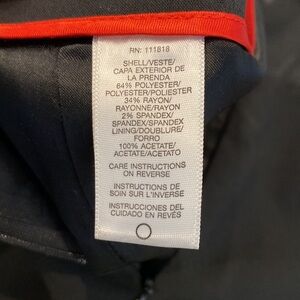 RN: 111818
SHELL/VESTE/
CAPA EXTERIOR DE
LA PRENDA
64% POLYESTER/
POLYESTER/POLIESTER
34% RAYON/
RAYONNE/RAYON
2% SPANDEX/
SPANDEX/SPANDEX
LINING/DOUBLURE/
FORRO
100% ACETATE/
ACETATE/ACETATO
CARE INSTRUCTIONS
ON REVERSE
INSTRUCTIONS DE
SOIN SUR L'INVERSE
INSTRUCCIONES DEL
CUIDADO EN REVÉS